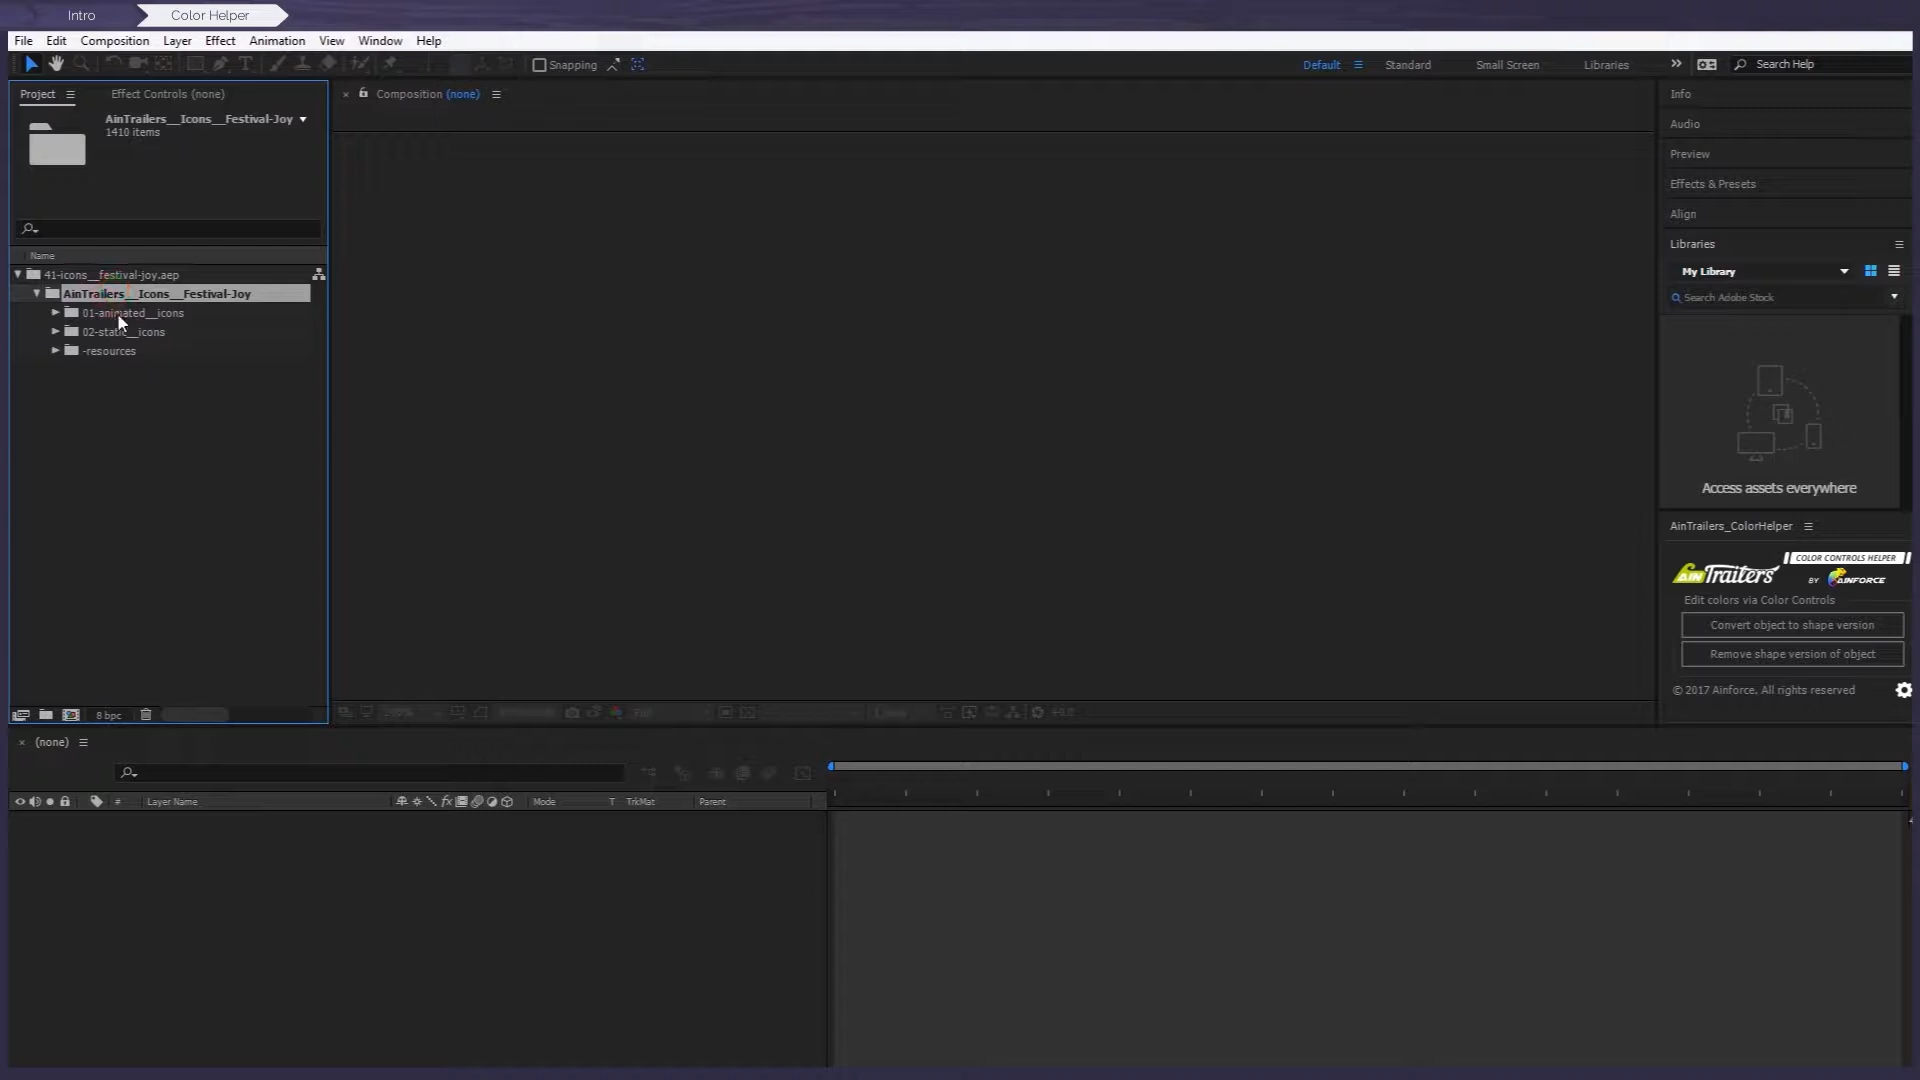 Intro
Color Helper
File Edit Composition Layer Effect Animation View Window Help
Snapping
Default Standard Small Screen Libraries
Search Help
Project
Effect Controls (none)
AinTrailers__Icons__Festival-Joy
1410 items
Name
41-icons__festival-joy.aep
AinTrailers__Icons__Festival-Joy
01-animated__icons
02-static__icons
-resources
8 bpc
Composition (none)
Info
Audio
Preview
Effects & Presets
Align
Libraries
My Library
Search Adobe Stock
Access assets everywhere
AinTrailers_ColorHelper
AinTrailers
COLOR CONTROLS HELPER
BY AINFORCE
Edit colors via Color Controls
Convert object to shape version
Remove shape version of object
© 2017 Ainforce. All rights reserved
(none)
# Layer Name
fx
Mode T TrkMat Parent